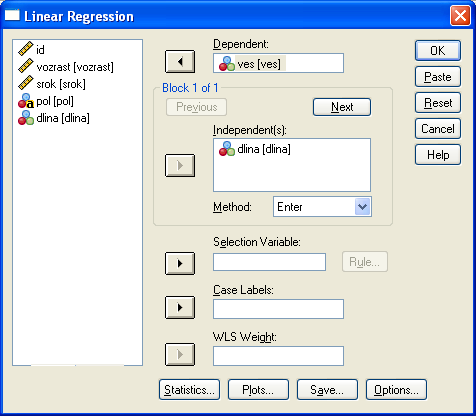 Linear Regression
id
vozrast [vozrast]
srok [srok]
pol [pol]
dlina [dlina]
Dependent:
ves [ves]
Block 1 of 1
Previous
Next
Independent(s):
dlina [dlina]
Method:
Enter
Selection Variable:
Rule...
Case Labels:
WLS Weight:
Statistics...
Plots...
Save...
Options...
OK
Paste
Reset
Cancel
Help